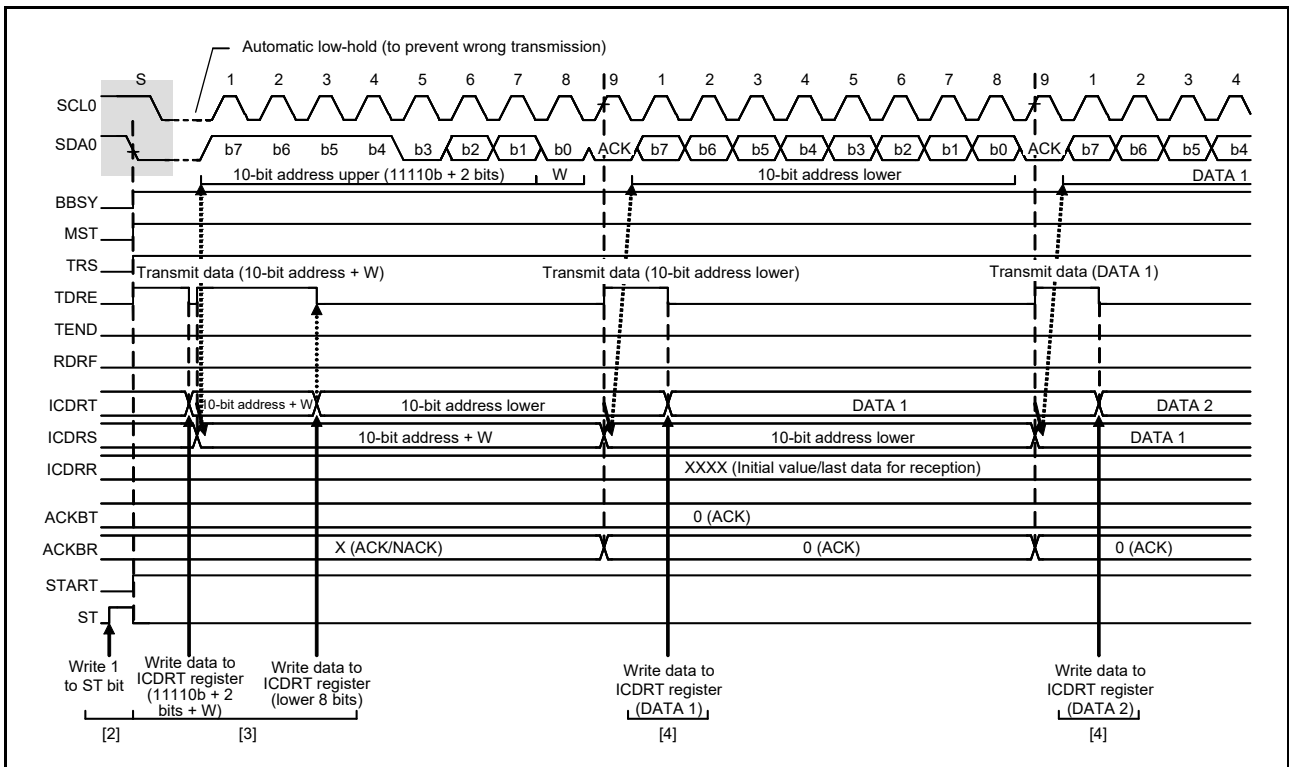 Automatic low-hold (to prevent wrong transmission)
S 1 2 3 4 5 6 7 8 9 1 2 3 4 5 6 7 8 9 1 2 3 4
SCL0
SDA0 b7 b6 b5 b4 b3 b2 b1 b0 ACK b7 b6 b5 b4 b3 b2 b1 b0 ACK b7 b6 b5 b4
10-bit address upper (11110b + 2 bits) W 10-bit address lower DATA 1
BBSY
MST
TRS
Transmit data (10-bit address + W) Transmit data (10-bit address lower) Transmit data (DATA 1)
TDRE
TEND
RDRF
ICDRT 10-bit address + W 10-bit address lower DATA 1 DATA 2
ICDRS 10-bit address + W 10-bit address lower DATA 1
ICDRR XXXX (Initial value/last data for reception)
ACKBT 0 (ACK)
ACKBR X (ACK/NACK) 0 (ACK) 0 (ACK)
START
ST
Write 1
to ST bit
Write data to
ICDRT register
(11110b + 2
bits + W)
Write data to
ICDRT register
(lower 8 bits)
Write data to
ICDRT register
(DATA 1)
Write data to
ICDRT register
(DATA 2)
[2] [3] [4] [4]